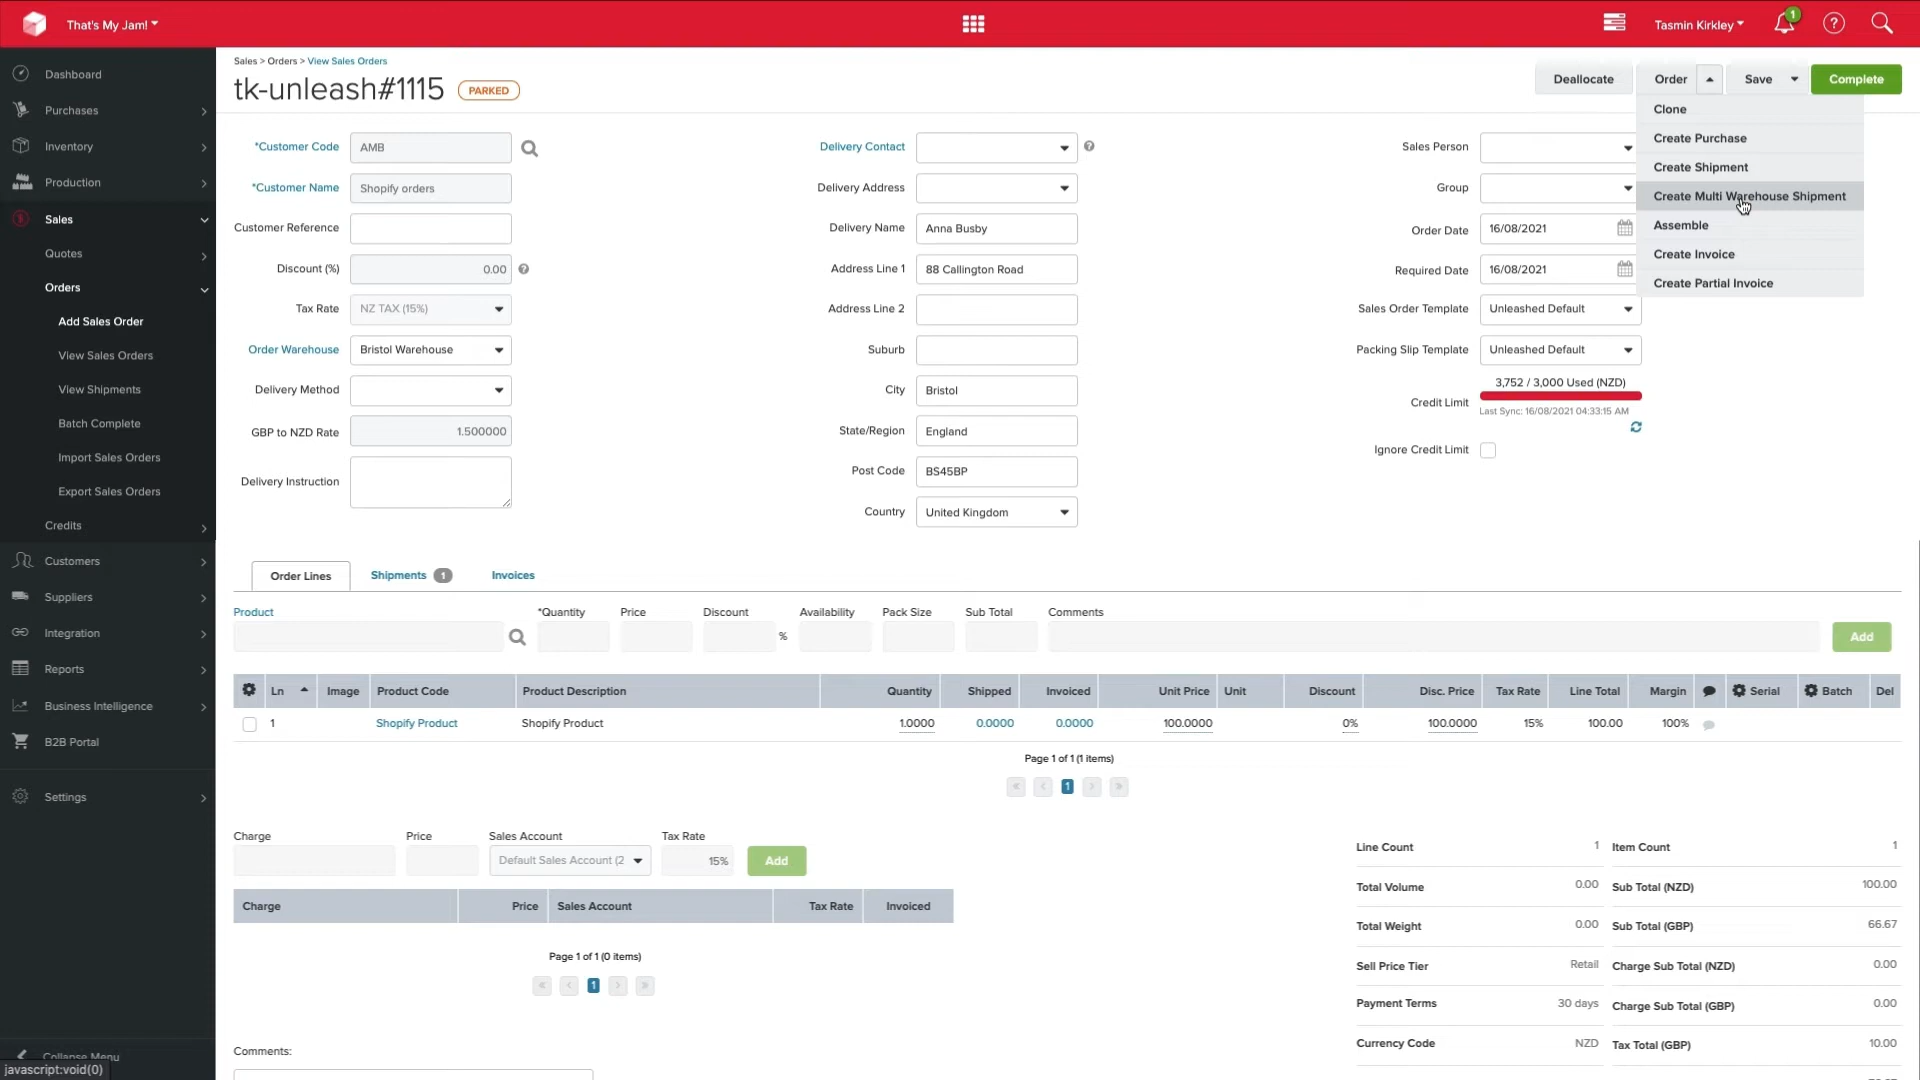 That's My Jam!
Tasmin Kirkley
1
Dashboard
Purchases
Inventory
Production
Sales
Quotes
Orders
Add Sales Order
View Sales Orders
View Shipments
Batch Complete
Import Sales Orders
Export Sales Orders
Credits
Customers
Suppliers
Integration
Reports
Business Intelligence
B2B Portal
Settings
Collapse Menu
javascript:void(0)
Sales > Orders > View Sales Orders
tk-unleash#1115 PARKED
Deallocate Order Save Complete
Clone
Create Purchase
Create Shipment
Create Multi Warehouse Shipment
Assemble
Create Invoice
Create Partial Invoice
*Customer Code AMB
*Customer Name Shopify orders
Customer Reference
Discount (%) 0.00
Tax Rate NZ TAX (15%)
Order Warehouse Bristol Warehouse
Delivery Method
GBP to NZD Rate 1.500000
Delivery Instruction
Delivery Contact
Delivery Address
Delivery Name Anna Busby
Address Line 1 88 Callington Road
Address Line 2
Suburb
City Bristol
State/Region England
Post Code BS45BP
Country United Kingdom
Sales Person
Group
Order Date 16/08/2021
Required Date 16/08/2021
Sales Order Template Unleashed Default
Packing Slip Template Unleashed Default
3,752 / 3,000 Used (NZD)
Credit Limit
Last Sync: 16/08/2021 04:33:15 AM
Ignore Credit Limit
Order Lines Shipments 1 Invoices
Product *Quantity Price Discount Availability Pack Size Sub Total Comments
% Add
Ln Image Product Code Product Description Quantity Shipped Invoiced Unit Price Unit Discount Disc. Price Tax Rate Line Total Margin Serial Batch Del
1 Shopify Product Shopify Product 1.0000 0.0000 0.0000 100.0000 0% 100.0000 15% 100.00 100%
Page 1 of 1 (1 items)
« < 1 > »
Charge Price Sales Account Tax Rate
Default Sales Account (2 15% Add
Charge Price Sales Account Tax Rate Invoiced
Page 1 of 1 (0 items)
« < 1 > »
Comments:
Line Count 1 Item Count 1
Total Volume 0.00 Sub Total (NZD) 100.00
Total Weight 0.00 Sub Total (GBP) 66.67
Sell Price Tier Retail Charge Sub Total (NZD) 0.00
Payment Terms 30 days Charge Sub Total (GBP) 0.00
Currency Code NZD Tax Total (GBP) 10.00